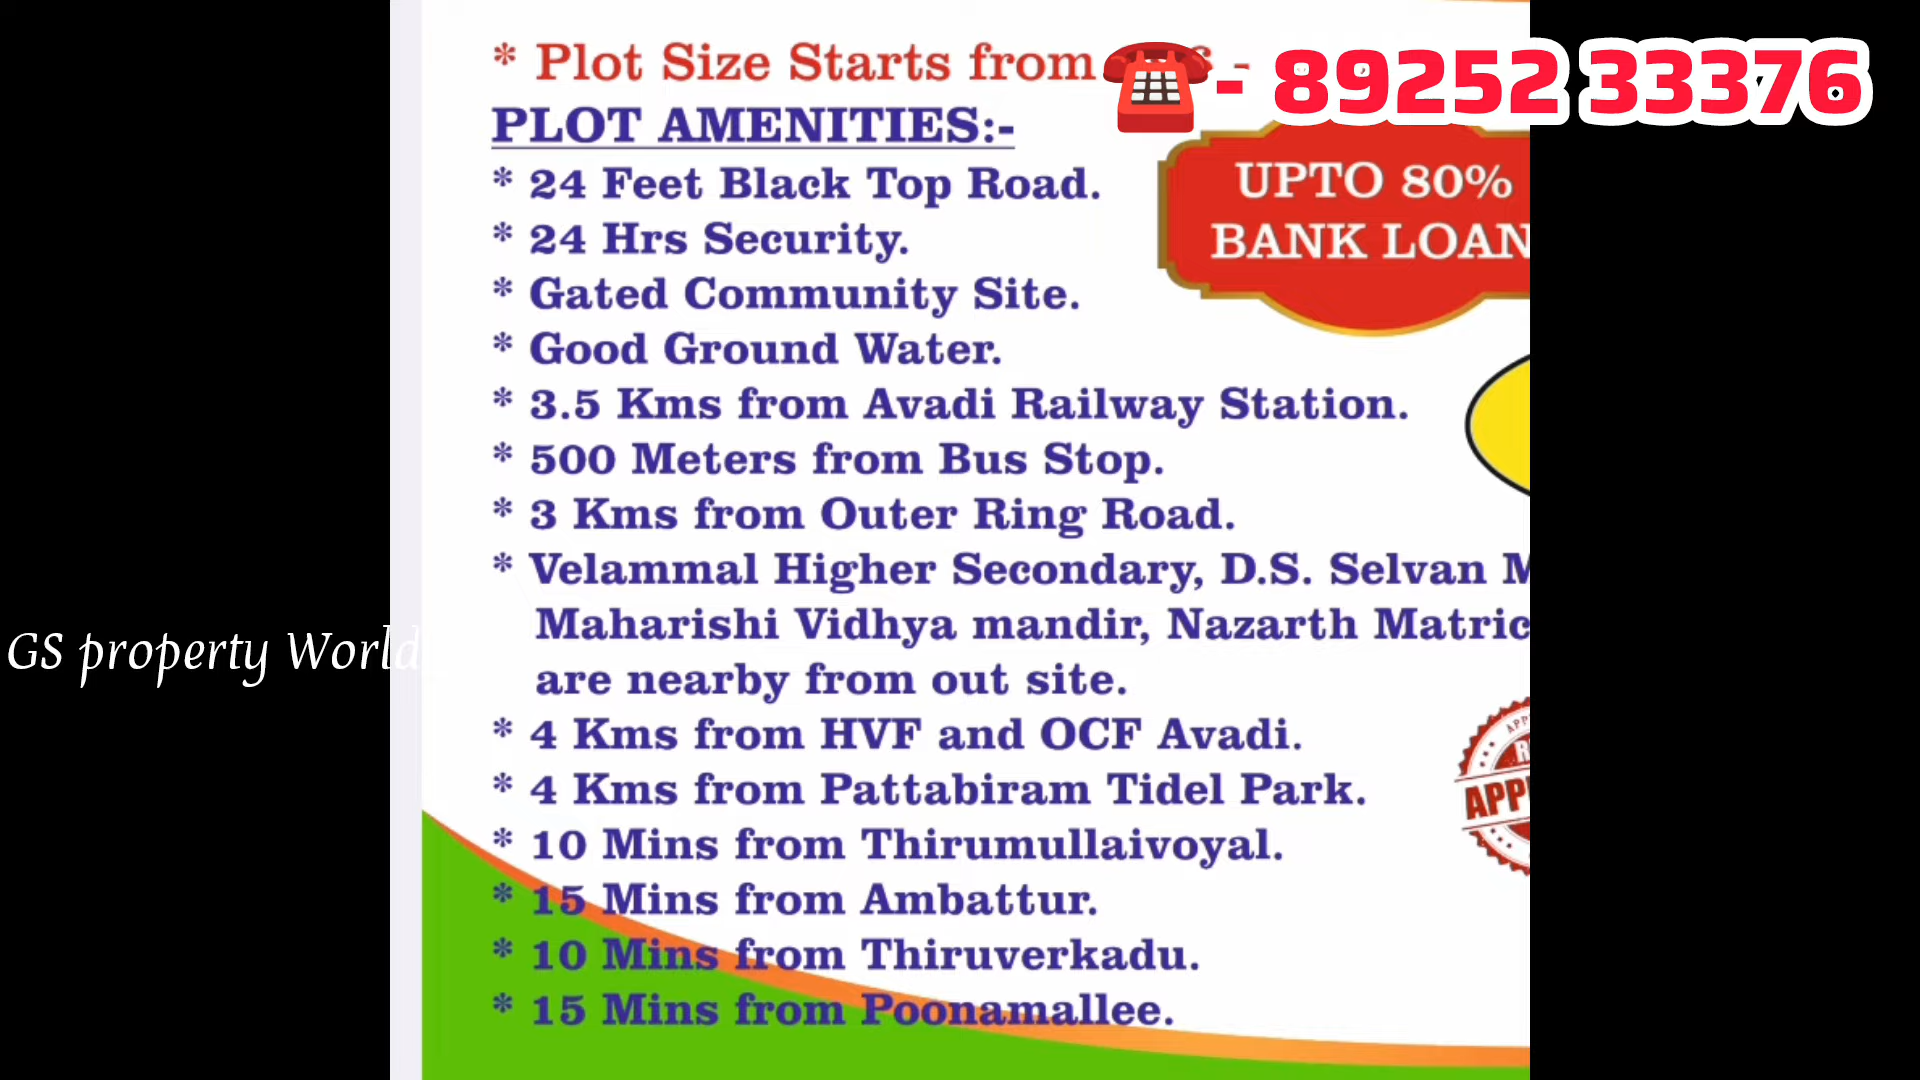 * Plot Size Starts from
- 89252 33376
PLOT AMENITIES:-
* 24 Feet Black Top Road.
* 24 Hrs Security.
* Gated Community Site.
* Good Ground Water.
* 3.5 Kms from Avadi Railway Station.
* 500 Meters from Bus Stop.
* 3 Kms from Outer Ring Road.
* Velammal Higher Secondary, D.S. Selvan
Maharishi Vidhya mandir, Nazarth Matric
are nearby from out site.
* 4 Kms from HVF and OCF Avadi.
* 4 Kms from Pattabiram Tidel Park.
* 10 Mins from Thirumullaivoyal.
* 15 Mins from Ambattur.
* 10 Mins from Thiruverkadu.
* 15 Mins from Poonamallee.
UPTO 80%
BANK LOAN
GS property World